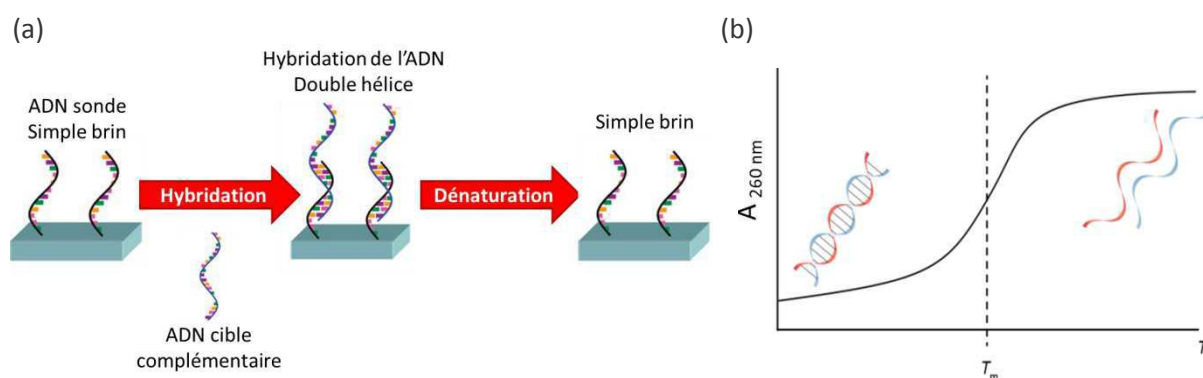 (a)
ADN sonde
Simple brin
Hybridation
ADN cible
complémentaire
Hybridation de l'ADN
Double hélice
Dénaturation
Simple brin
(b)
A 260 nm
T
Tm